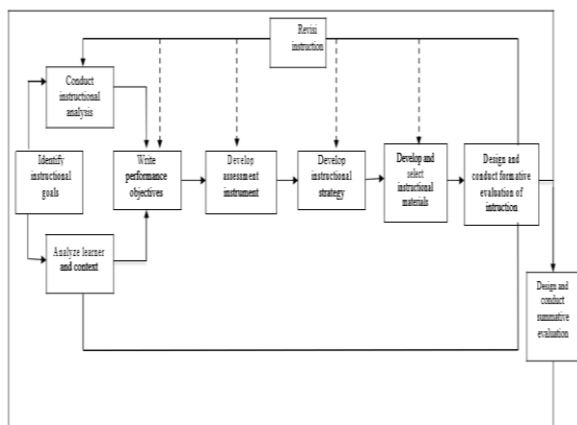 Revisi
instruction
Conduct
instructional
analysis
Identify
instructional
goals
Write
performance
objectives
Develop
assessment
instrument
Develop
instructional
strategy
Develop and
select
instructional
materials
Design and
conduct formative
evaluation of
intruction
Analyze learner
and context
Design and
conduct
summative
evaluation